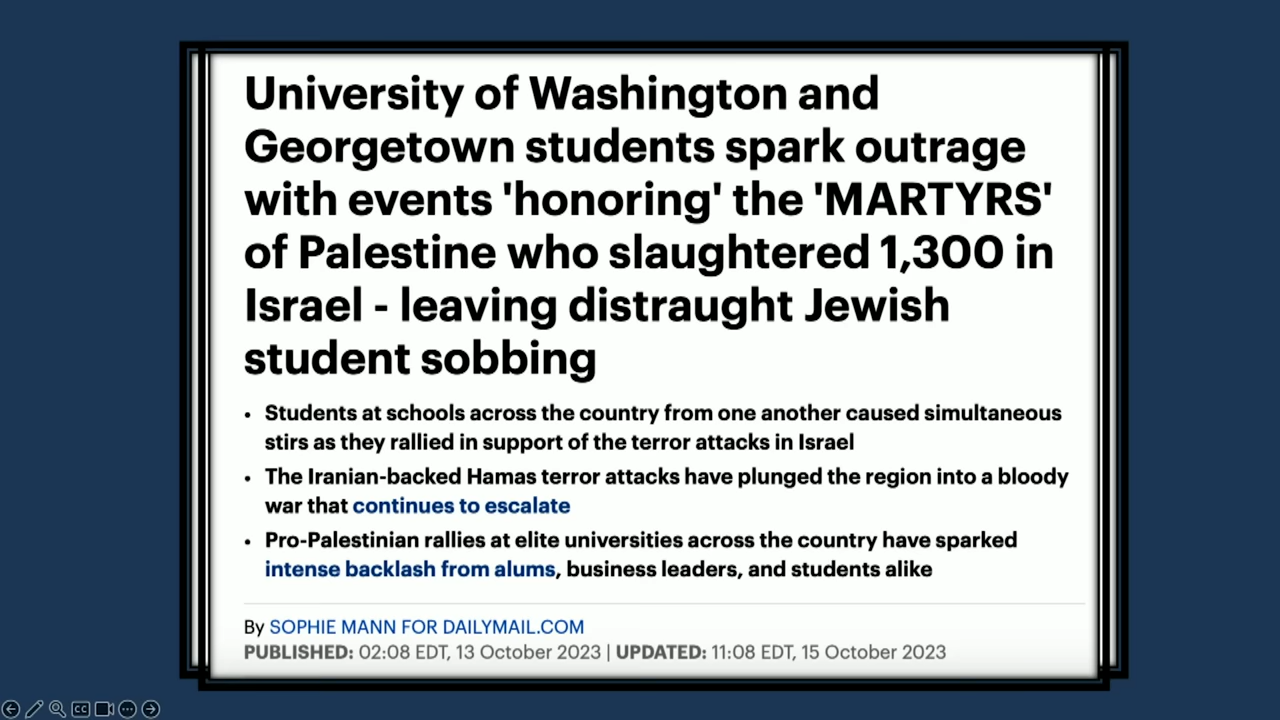 University of Washington and
Georgetown students spark outrage
with events 'honoring' the 'MARTYRS'
of Palestine who slaughtered 1,300 in
Israel - leaving distraught Jewish
student sobbing
• Students at schools across the country from one another caused simultaneous
stirs as they rallied in support of the terror attacks in Israel
• The Iranian-backed Hamas terror attacks have plunged the region into a bloody
war that continues to escalate
• Pro-Palestinian rallies at elite universities across the country have sparked
intense backlash from alums, business leaders, and students alike
By SOPHIE MANN FOR DAILYMAIL.COM
PUBLISHED: 02:08 EDT, 13 October 2023 | UPDATED: 11:08 EDT, 15 October 2023
CC